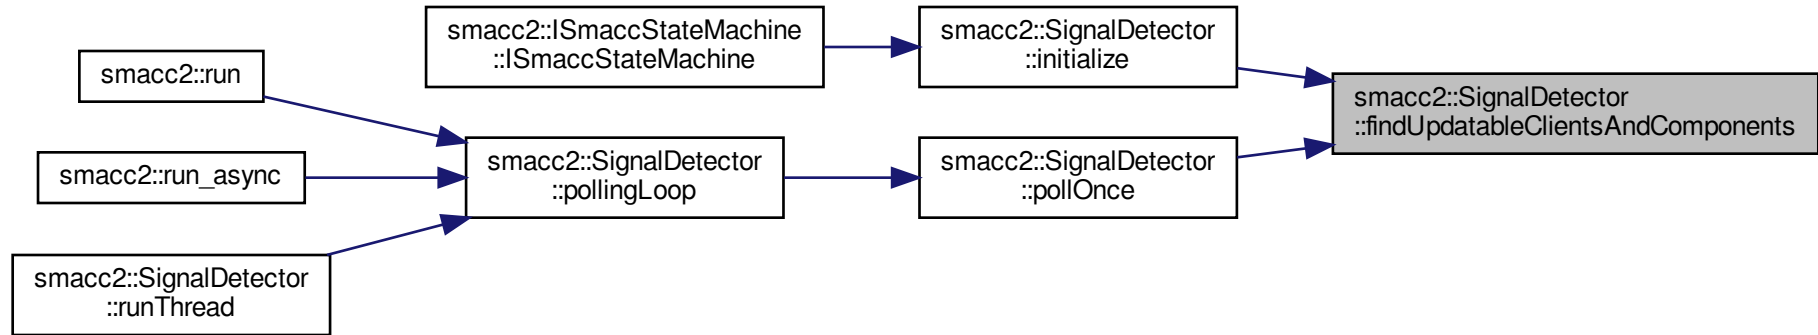 smacc2::run
smacc2::run_async
smacc2::SignalDetector
::runThread
smacc2::ISmaccStateMachine
::ISmaccStateMachine
smacc2::SignalDetector
::pollingLoop
smacc2::SignalDetector
::initialize
smacc2::SignalDetector
::pollOnce
smacc2::SignalDetector
::findUpdatableClientsAndComponents